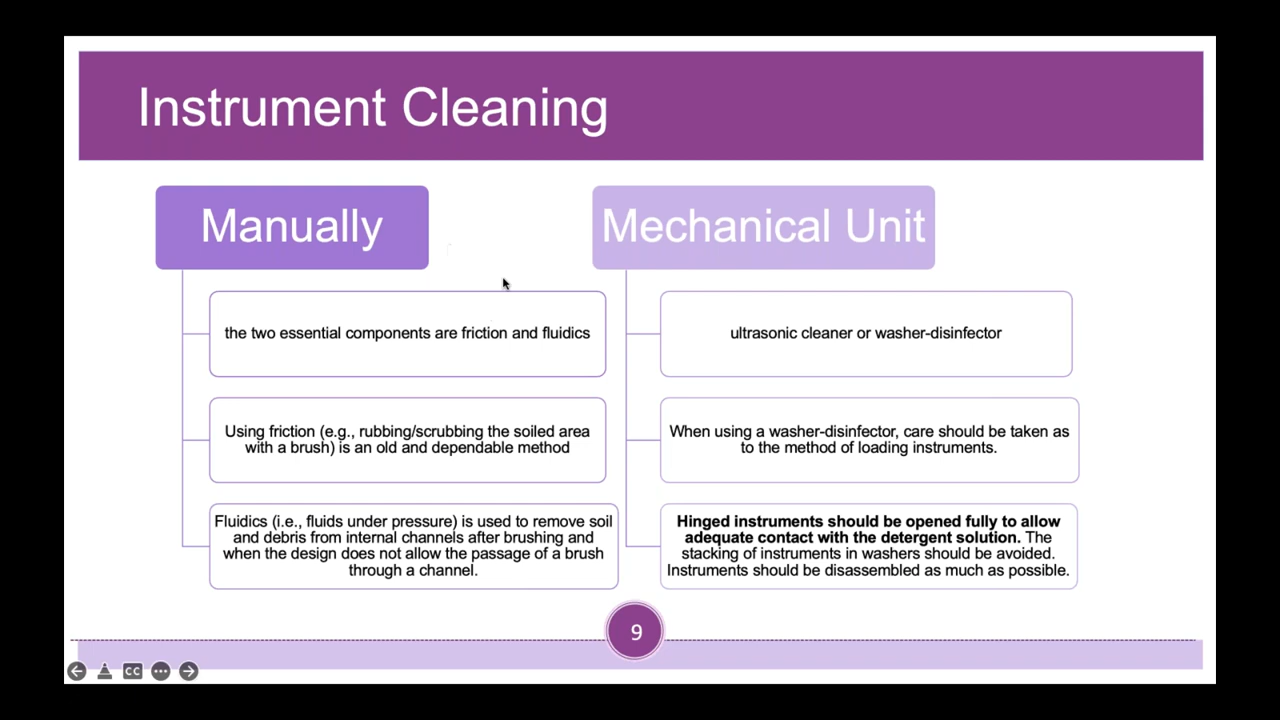 Instrument Cleaning
Manually
the two essential components are friction and fluidics
Using friction (e.g., rubbing/scrubbing the soiled area
with a brush) is an old and dependable method
Fluidics (i.e., fluids under pressure) is used to remove soil
and debris from internal channels after brushing and
when the design does not allow the passage of a brush
through a channel.
Mechanical Unit
ultrasonic cleaner or washer-disinfector
When using a washer-disinfector, care should be taken as
to the method of loading instruments.
Hinged instruments should be opened fully to allow
adequate contact with the detergent solution. The
stacking of instruments in washers should be avoided.
Instruments should be disassembled as much as possible.
9
CC